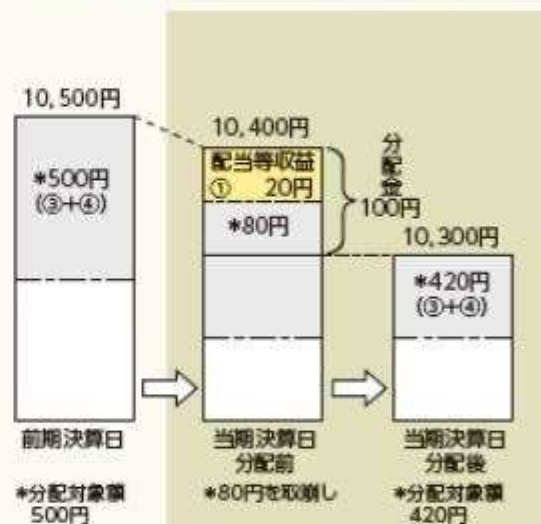 10,500円
*500円
(③+④)
前期決算日
*分配対象額
500円
10,400円
配当等収益
① 20円
*80円
分配金
100円
当期決算日
分配前
*80円を取崩し
10,300円
*420円
(③+④)
当期決算日
分配後
*分配対象額
420円